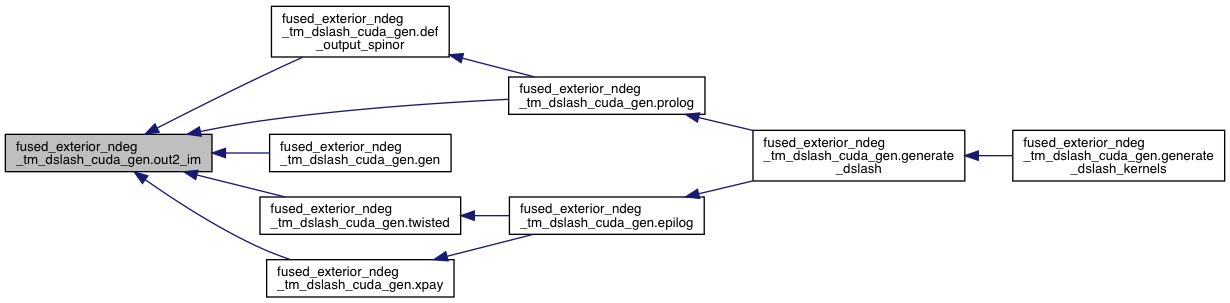 fused_exterior_ndeg
_tm_dslash_cuda_gen.def
_output_spinor
fused_exterior_ndeg
_tm_dslash_cuda_gen.prolog
fused_exterior_ndeg
_tm_dslash_cuda_gen.out2_im
fused_exterior_ndeg
_tm_dslash_cuda_gen.gen
fused_exterior_ndeg
_tm_dslash_cuda_gen.generate
_dslash
fused_exterior_ndeg
_tm_dslash_cuda_gen.generate
_dslash_kernels
fused_exterior_ndeg
_tm_dslash_cuda_gen.twisted
fused_exterior_ndeg
_tm_dslash_cuda_gen.epilog
fused_exterior_ndeg
_tm_dslash_cuda_gen.xpay